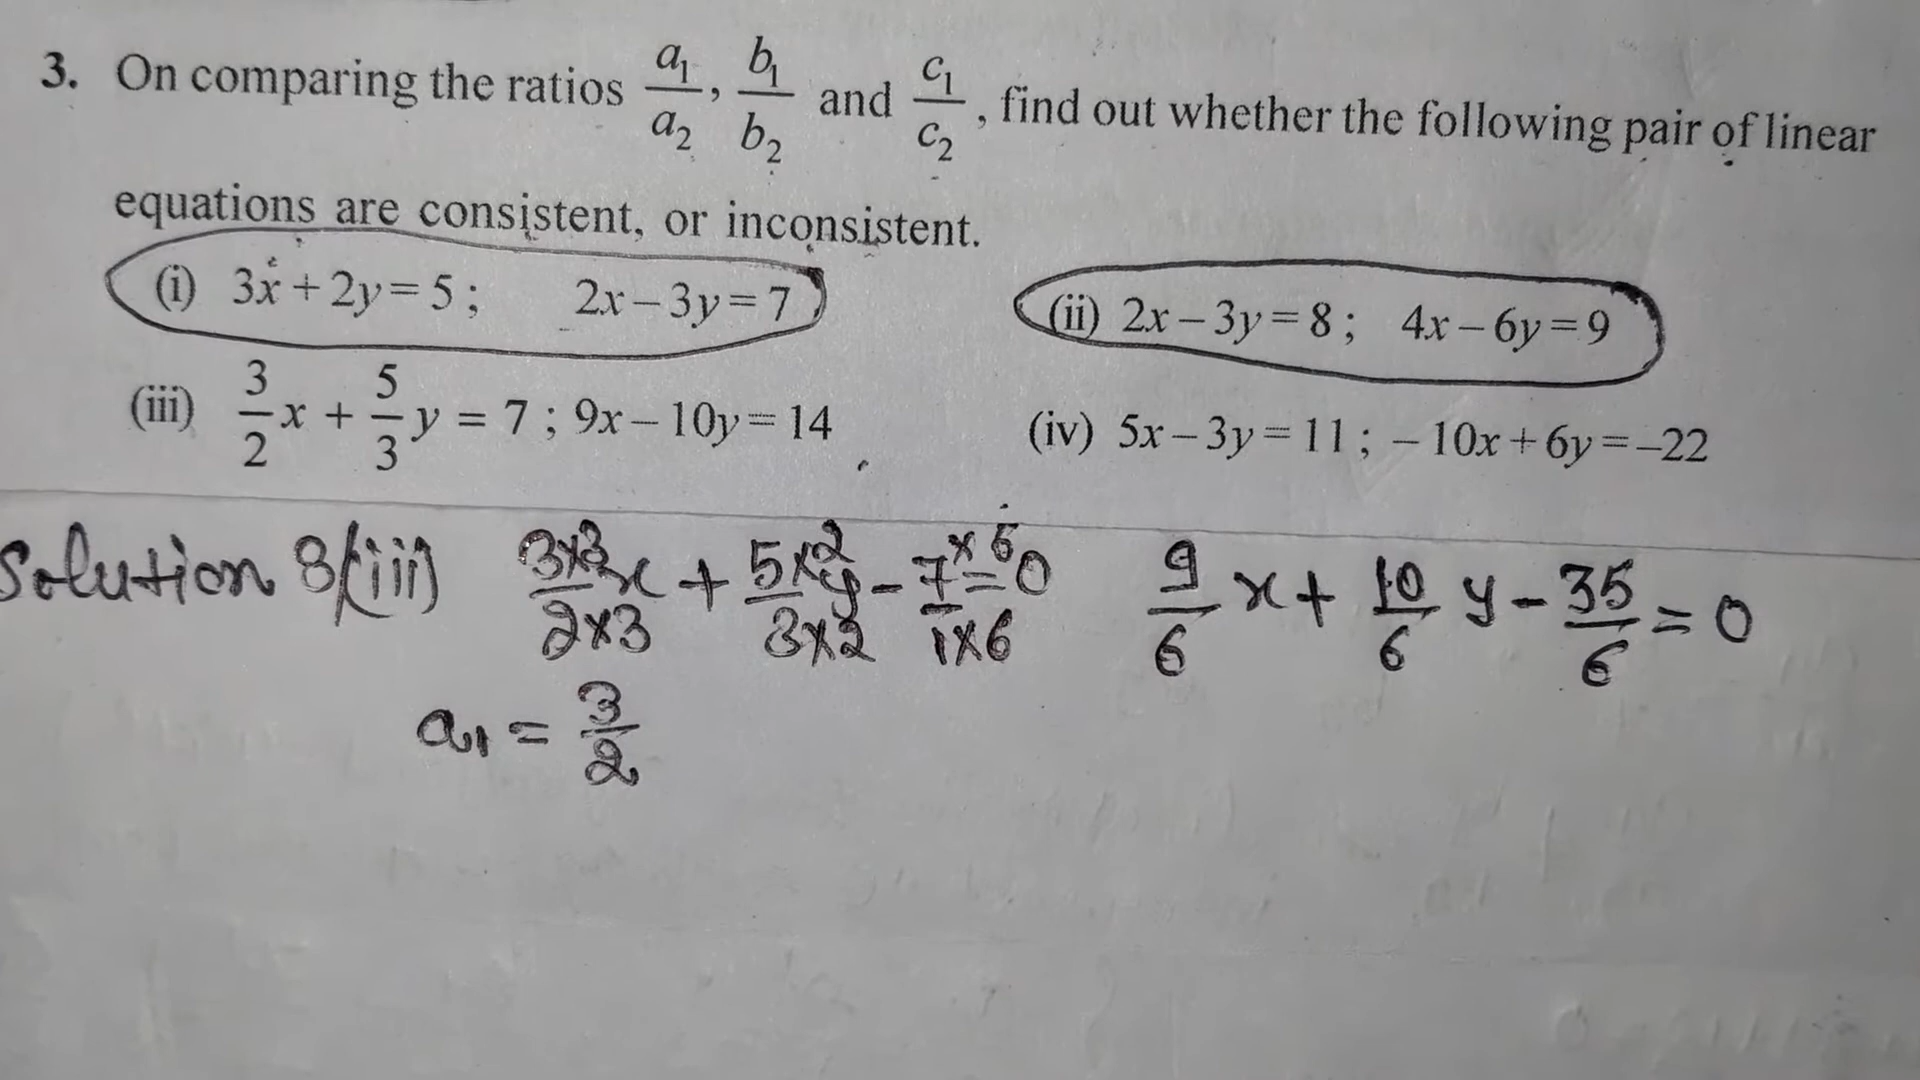 3. On comparing the ratios a₁/a₂, b₁/b₂ and c₁/c₂, find out whether the following pair of linear
equations are consistent, or inconsistent.
(i) 3x + 2y = 5 ; 2x – 3y = 7 (ii) 2x – 3y = 8 ; 4x – 6y = 9
(iii) 3/2 x + 5/3 y = 7 ; 9x – 10y = 14 (iv) 5x – 3y = 11 ; – 10x + 6y = –22
Solution 3(iii) 3×3/2×3 x + 5×2/3×2 y - 7×6/1×6 = 0 9/6 x + 10/6 y - 35/6 = 0
a₁ = 3/2